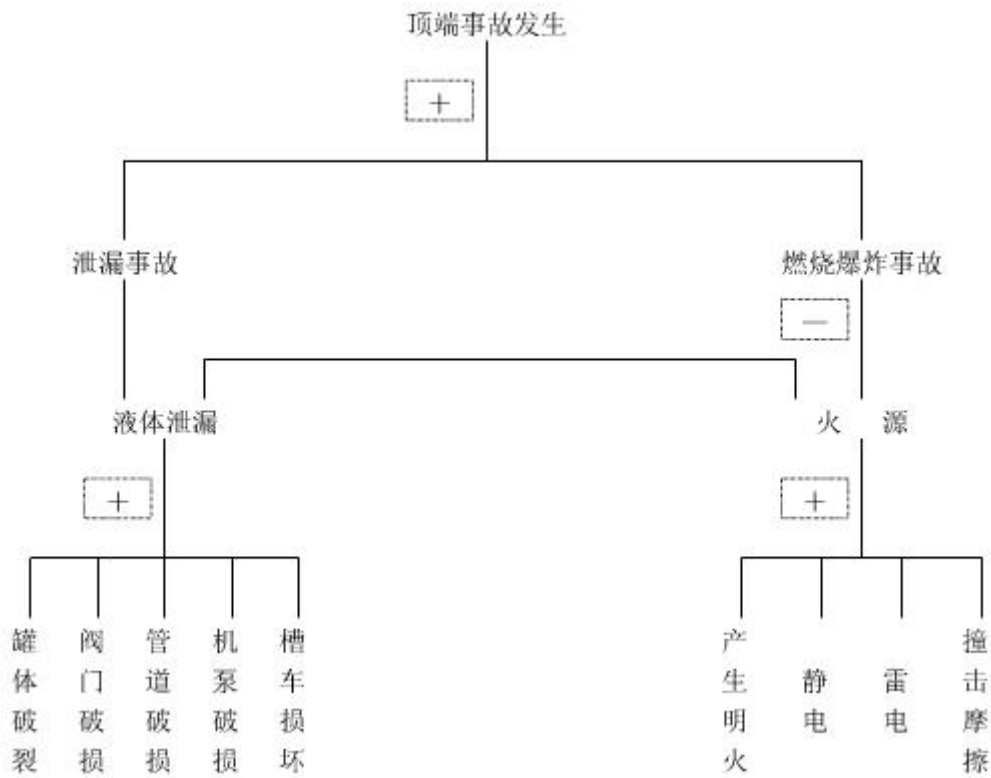 顶端事故发生
+
泄漏事故
燃烧爆炸事故
—
液体泄漏
火 源
+
+
罐体破裂
阀门破损
管道破损
机泵破损
槽车损坏
产生明火
静电
雷电
撞击摩擦